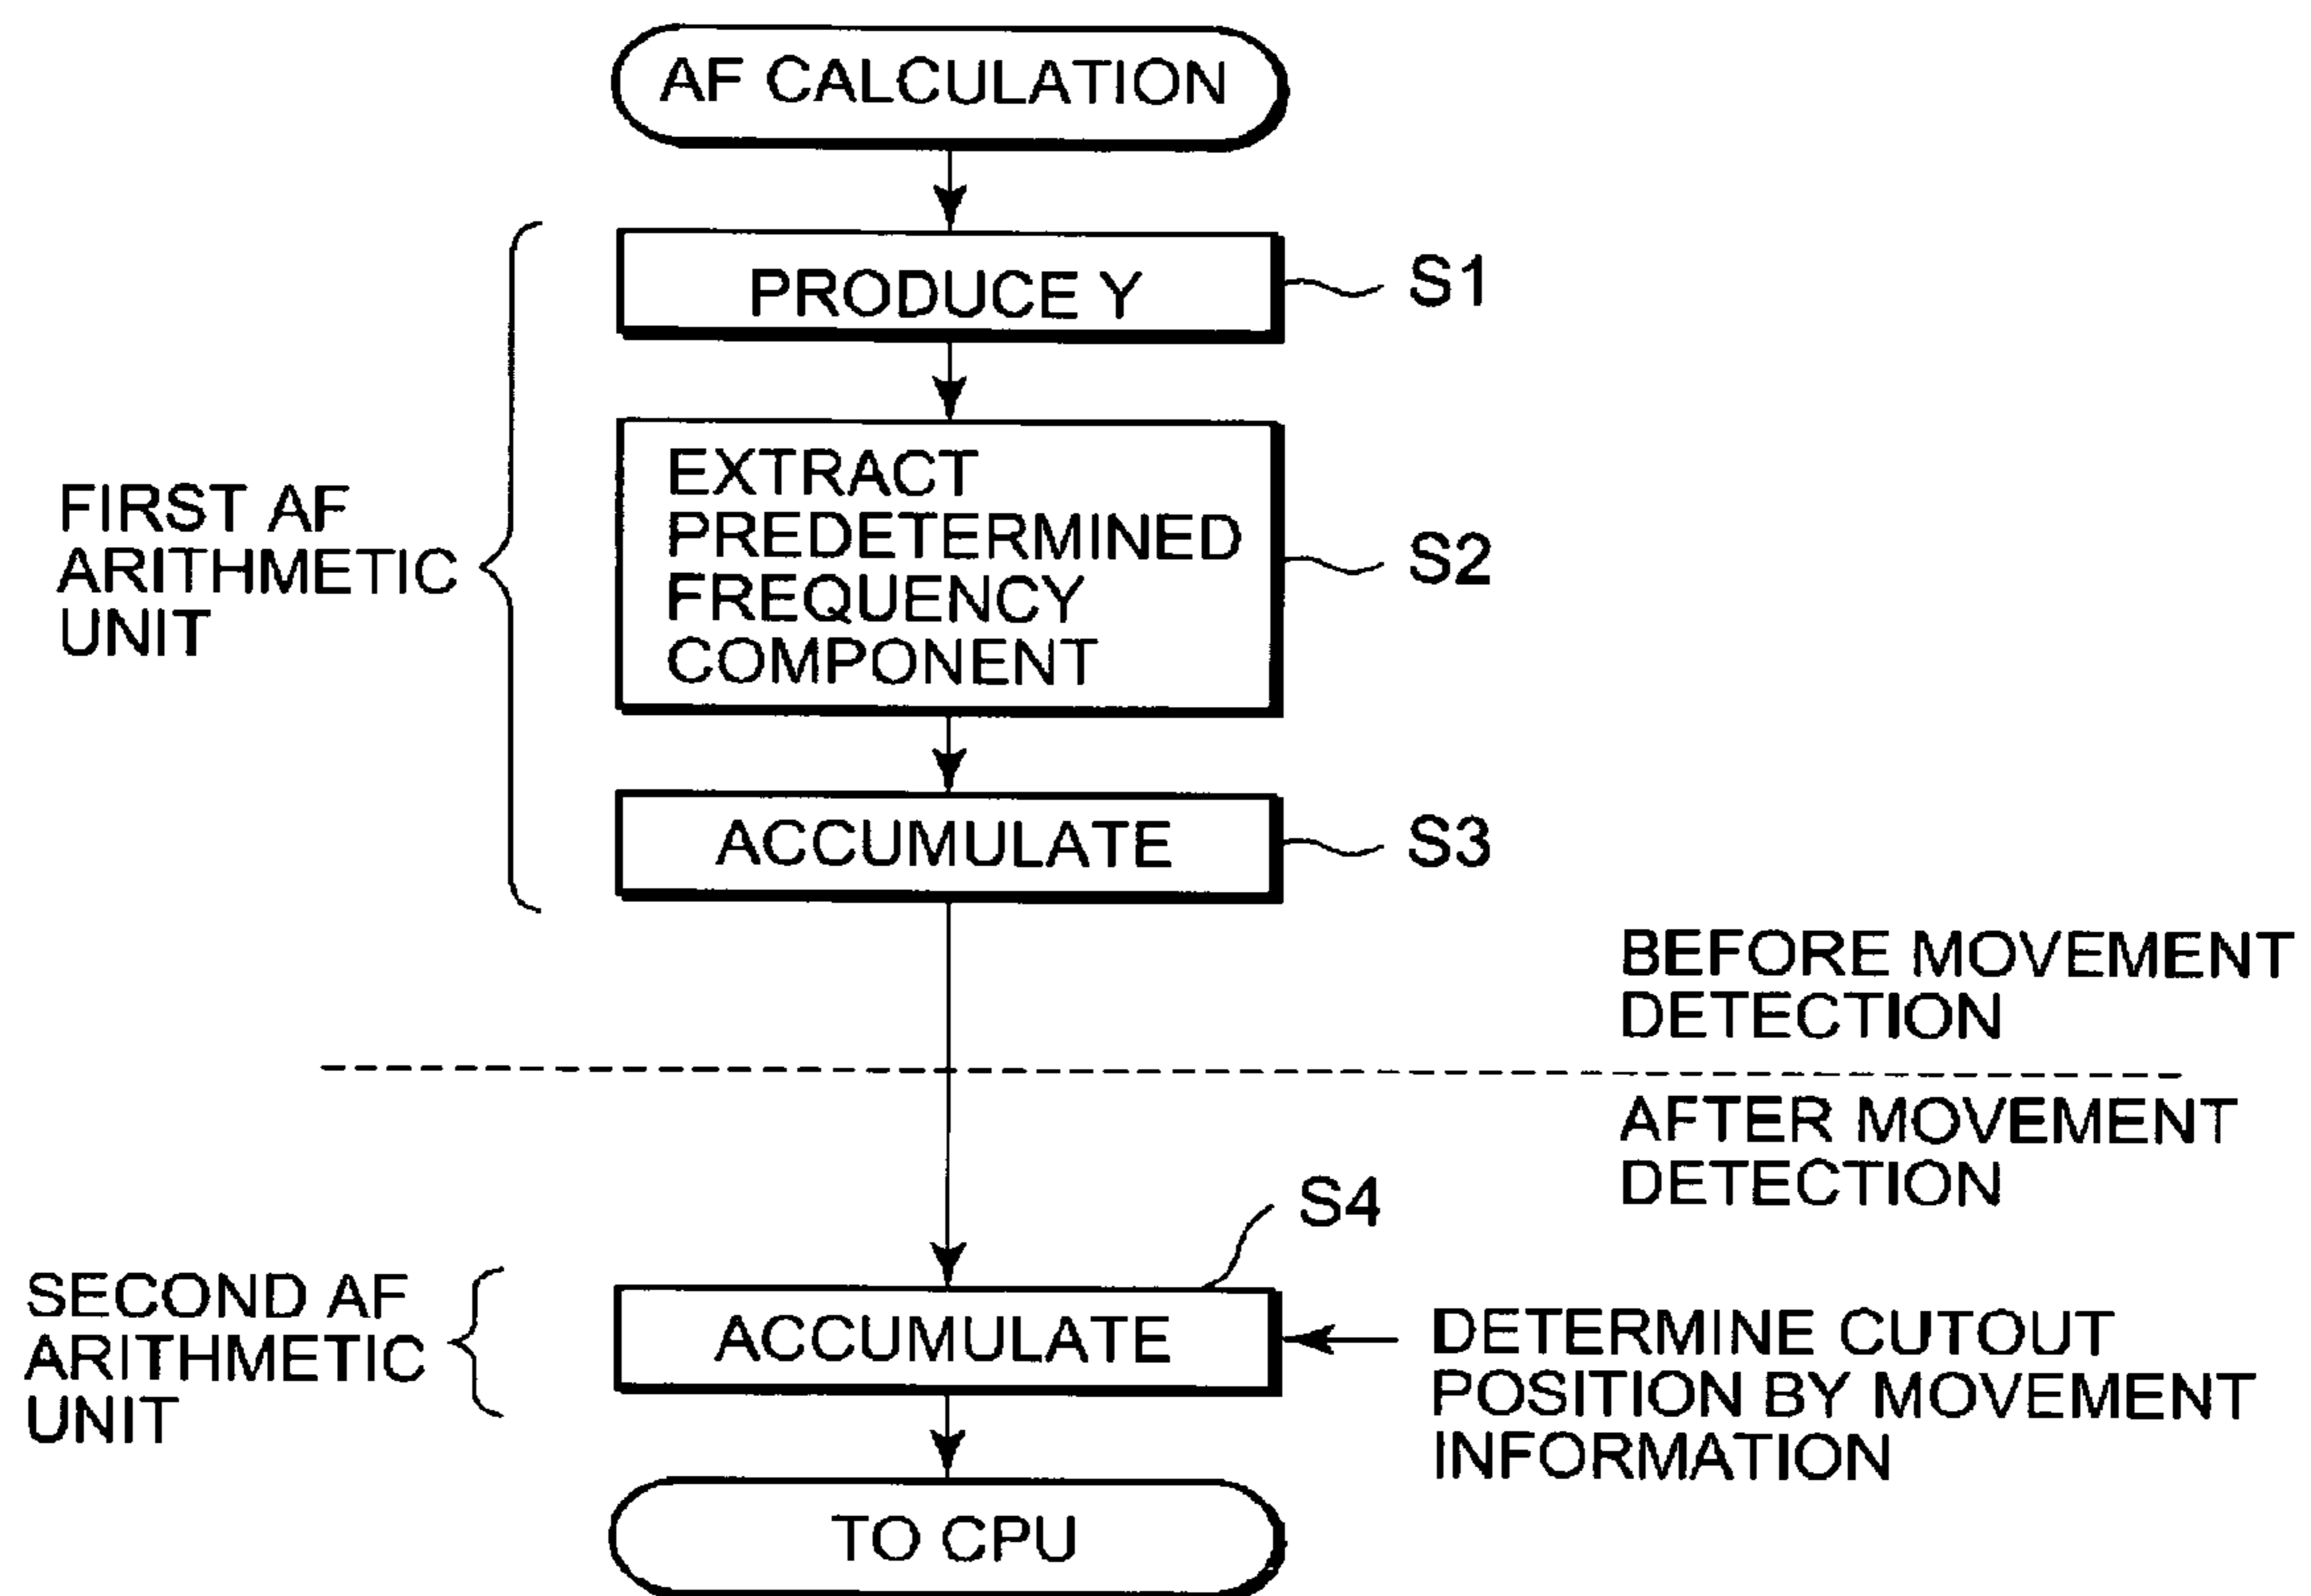 AF CALCULATION
PRODUCE Y
S1
EXTRACT
PREDETERMINED
FREQUENCY
COMPONENT
S2
FIRST AF
ARITHMETIC
UNIT
ACCUMULATE
S3
BEFORE MOVEMENT
DETECTION
AFTER MOVEMENT
DETECTION
S4
SECOND AF
ARITHMETIC
UNIT
ACCUMULATE
DETERMINE CUTOUT
POSITION BY MOVEMENT
INFORMATION
TO CPU